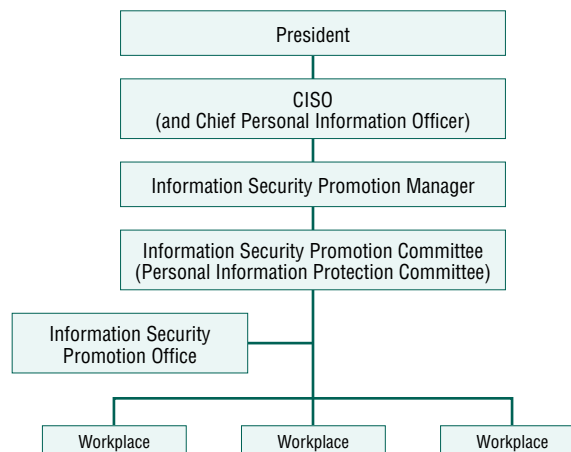 President
CISO
(and Chief Personal Information Officer)
Information Security Promotion Manager
Information Security Promotion Committee
(Personal Information Protection Committee)
Information Security
Promotion Office
Workplace
Workplace
Workplace